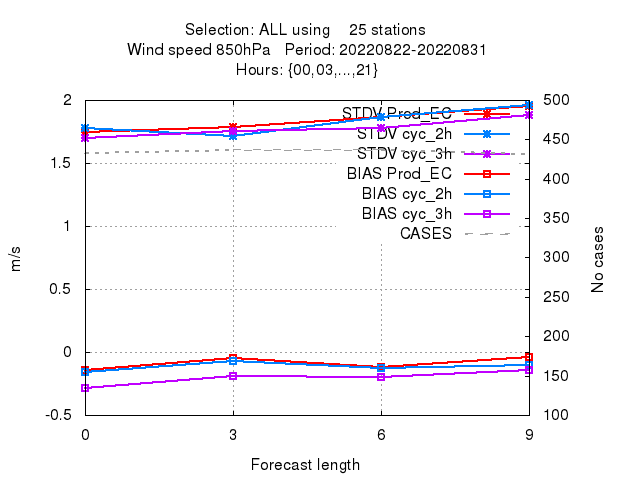 Selection: ALL using    25 stations
Wind speed 850hPa   Period: 20220822-20220831
Hours: {00,03,...,21}
2
1.5
1
0.5
0
-0.5
m/s
500
450
400
350
300
250
200
150
100
No cases
STDV Prod_EC
STDV cyc_2h
STDV cyc_3h
BIAS Prod_EC
BIAS cyc_2h
BIAS cyc_3h
CASES
0 3 6 9
Forecast length